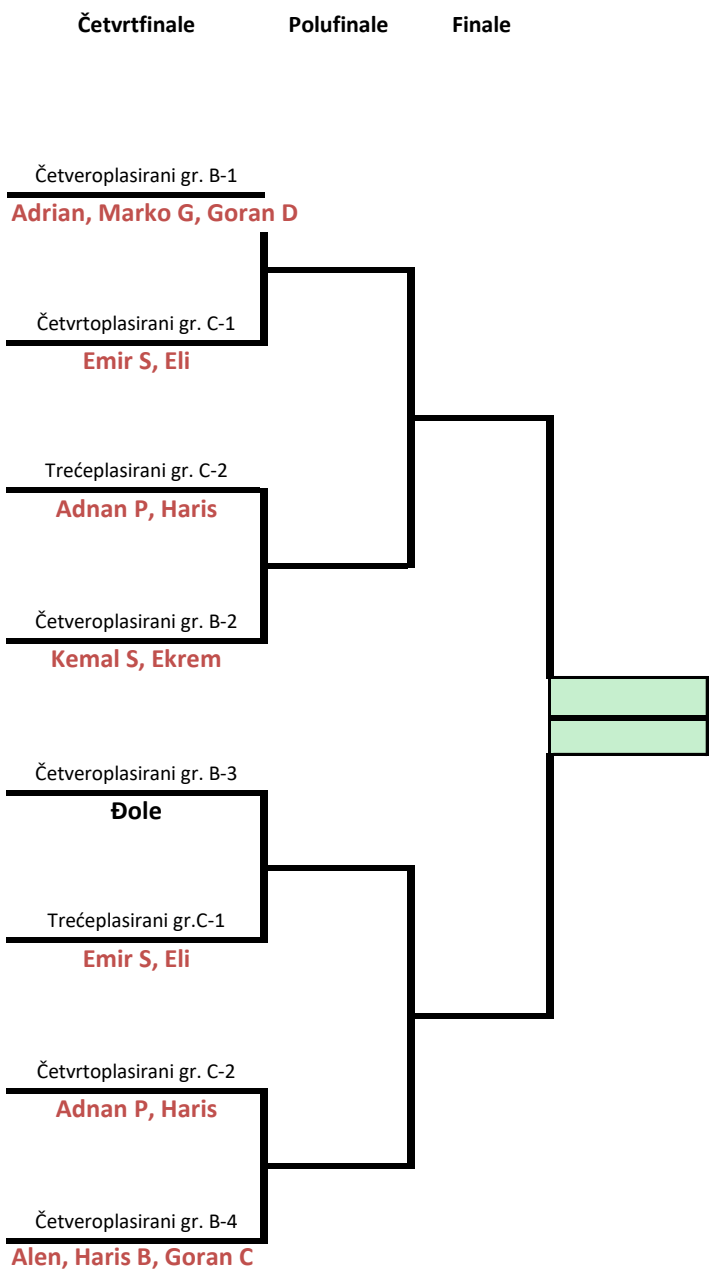 Četvrtfinale Polufinale Finale
Četveroplasirani gr. B-1
Adrian, Marko G, Goran D
Četvrtoplasirani gr. C-1
Emir S, Eli
Trećeplasirani gr. C-2
Adnan P, Haris
Četveroplasirani gr. B-2
Kemal S, Ekrem
Četveroplasirani gr. B-3
Đole
Trećeplasirani gr.C-1
Emir S, Eli
Četvrtoplasirani gr. C-2
Adnan P, Haris
Četveroplasirani gr. B-4
Alen, Haris B, Goran C